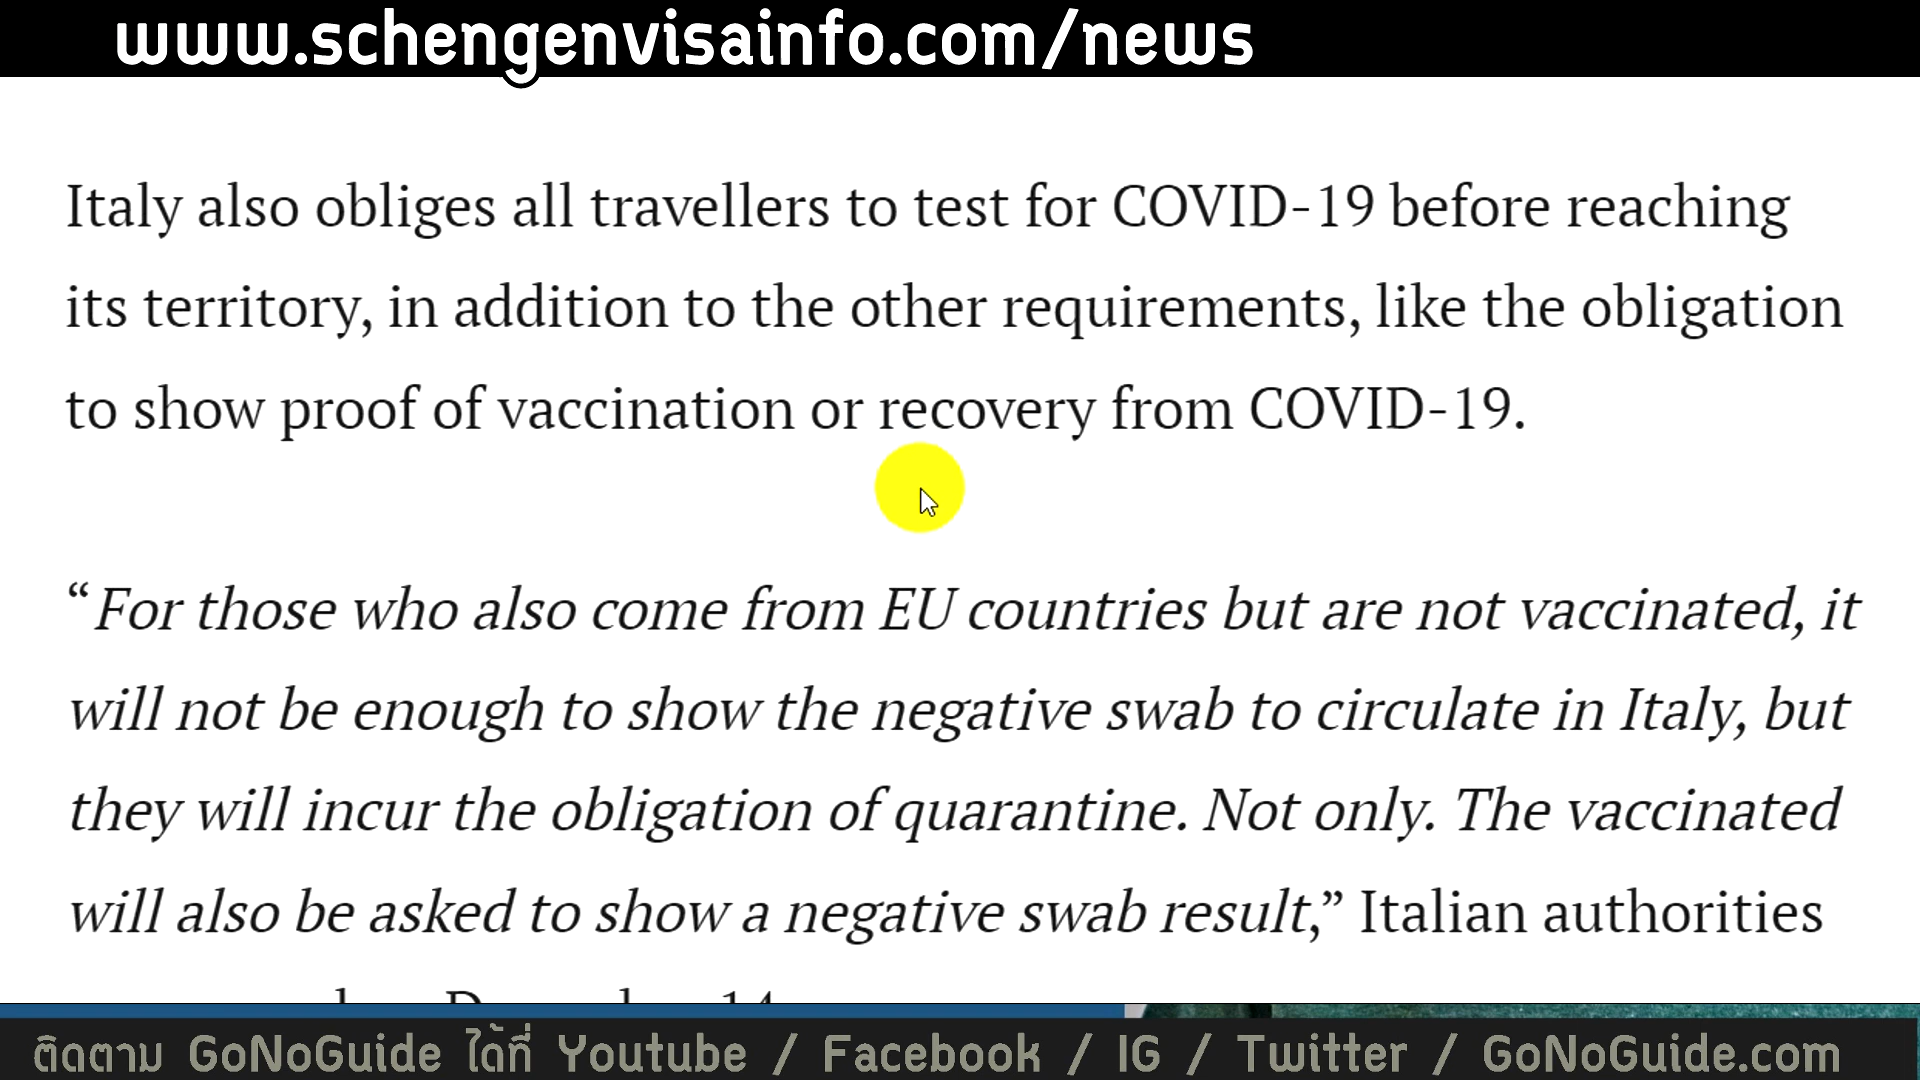 www.schengenvisainfo.com/news
Italy also obliges all travellers to test for COVID-19 before reaching
its territory, in addition to the other requirements, like the obligation
to show proof of vaccination or recovery from COVID-19.
“For those who also come from EU countries but are not vaccinated, it
will not be enough to show the negative swab to circulate in Italy, but
they will incur the obligation of quarantine. Not only. The vaccinated
will also be asked to show a negative swab result,” Italian authorities
ติดตาม GoNoGuide ได้ที่ Youtube / Facebook / IG / Twitter / GoNoGuide.com